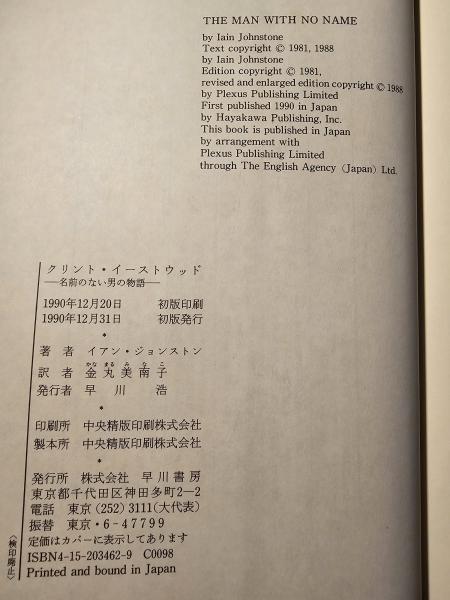 THE MAN WITH NO NAME
by Iain Johnstone
Text copyright © 1981, 1988
by Iain Johnstone
Edition copyright © 1981,
revised and enlarged edition copyright © 1988
by Plexus Publishing Limited
First published 1990 in Japan
by Hayakawa Publishing, Inc.
This book is published in Japan
by arrangement with
Plexus Publishing Limited
through The English Agency (Japan) Ltd.
クリント・イーストウッド
—名前のない男の物語—
1990年12月20日 初版印刷
1990年12月31日 初版発行
*
著者 イアン・ジョンストン
かな まる み な こ
訳者 金丸美南子
発行者 早川 浩
*
印刷所 中央精版印刷株式会社
製本所 中央精版印刷株式会社
*
発行所 株式会社 早川書房
東京都千代田区神田多町2—2
電話 東京(252)3111(大代表)
振替 東京・6-47799
定価はカバーに表示してあります
ISBN4-15-203462-9 C0098
Printed and bound in Japan
〈検印廃止〉